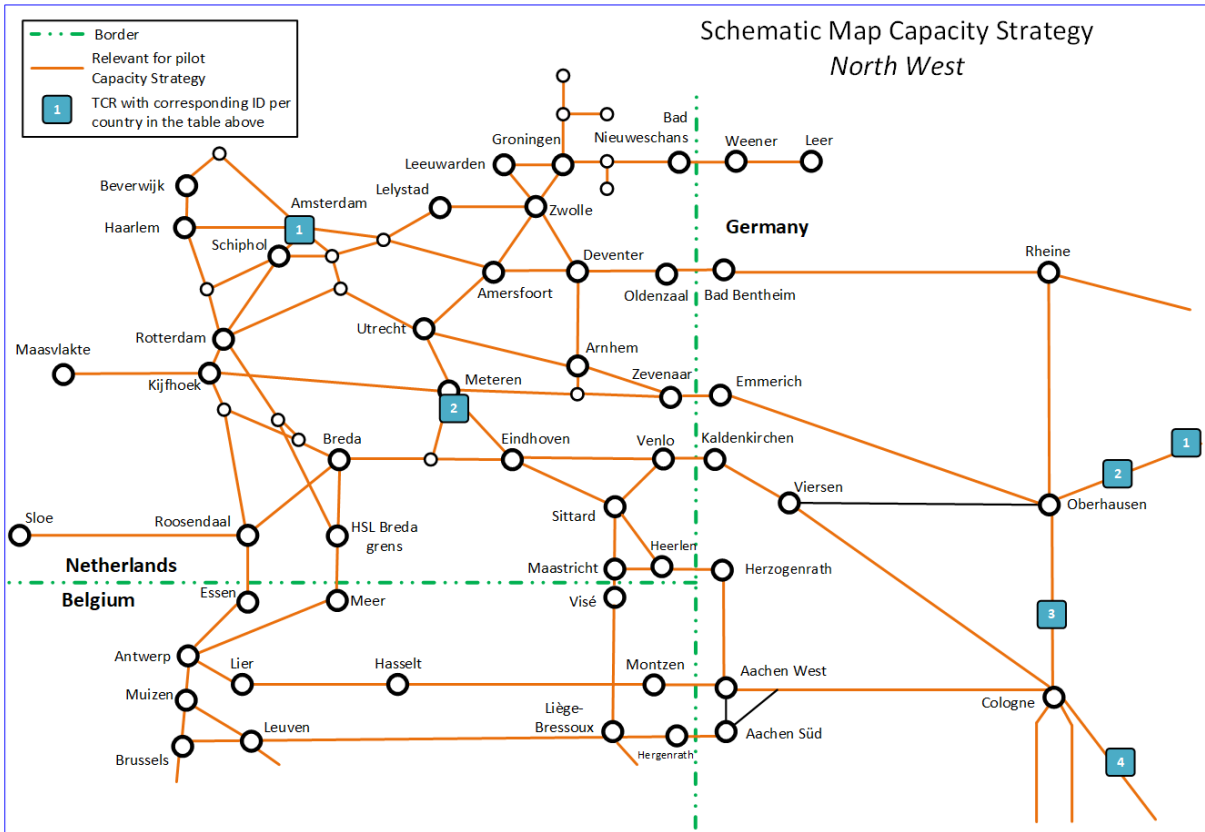 Schematic Map Capacity Strategy
North West
Border
Relevant for pilot
Capacity Strategy
1
TCR with corresponding ID per
country in the table above
Bad
Groningen
Nieuweschans
Weener
Leer
Leeuwarden
Beverwijk
Lelystad
Amsterdam
1
Zwolle
Haarlem
Germany
Schiphol
Deventer
Rheine
Amersfoort
Oldenzaal
Bad Bentheim
Utrecht
Rotterdam
Maasvlakte
Arnhem
Kijfhoek
Meteren
Zevenaar
Emmerich
2
Breda
Eindhoven
Venlo
Kaldenkirchen
1
2
Viersen
Oberhausen
Sloe
Roosendaal
HSL Breda
grens
Sittard
Heerlen
Netherlands
Maastricht
Herzogenrath
Belgium
Essen
Meer
Visé
3
Antwerp
Lier
Hasselt
Montzen
Aachen West
Muizen
Cologne
Leuven
Liège-
Bressoux
Aachen Süd
Brussels
Hergenrath
4